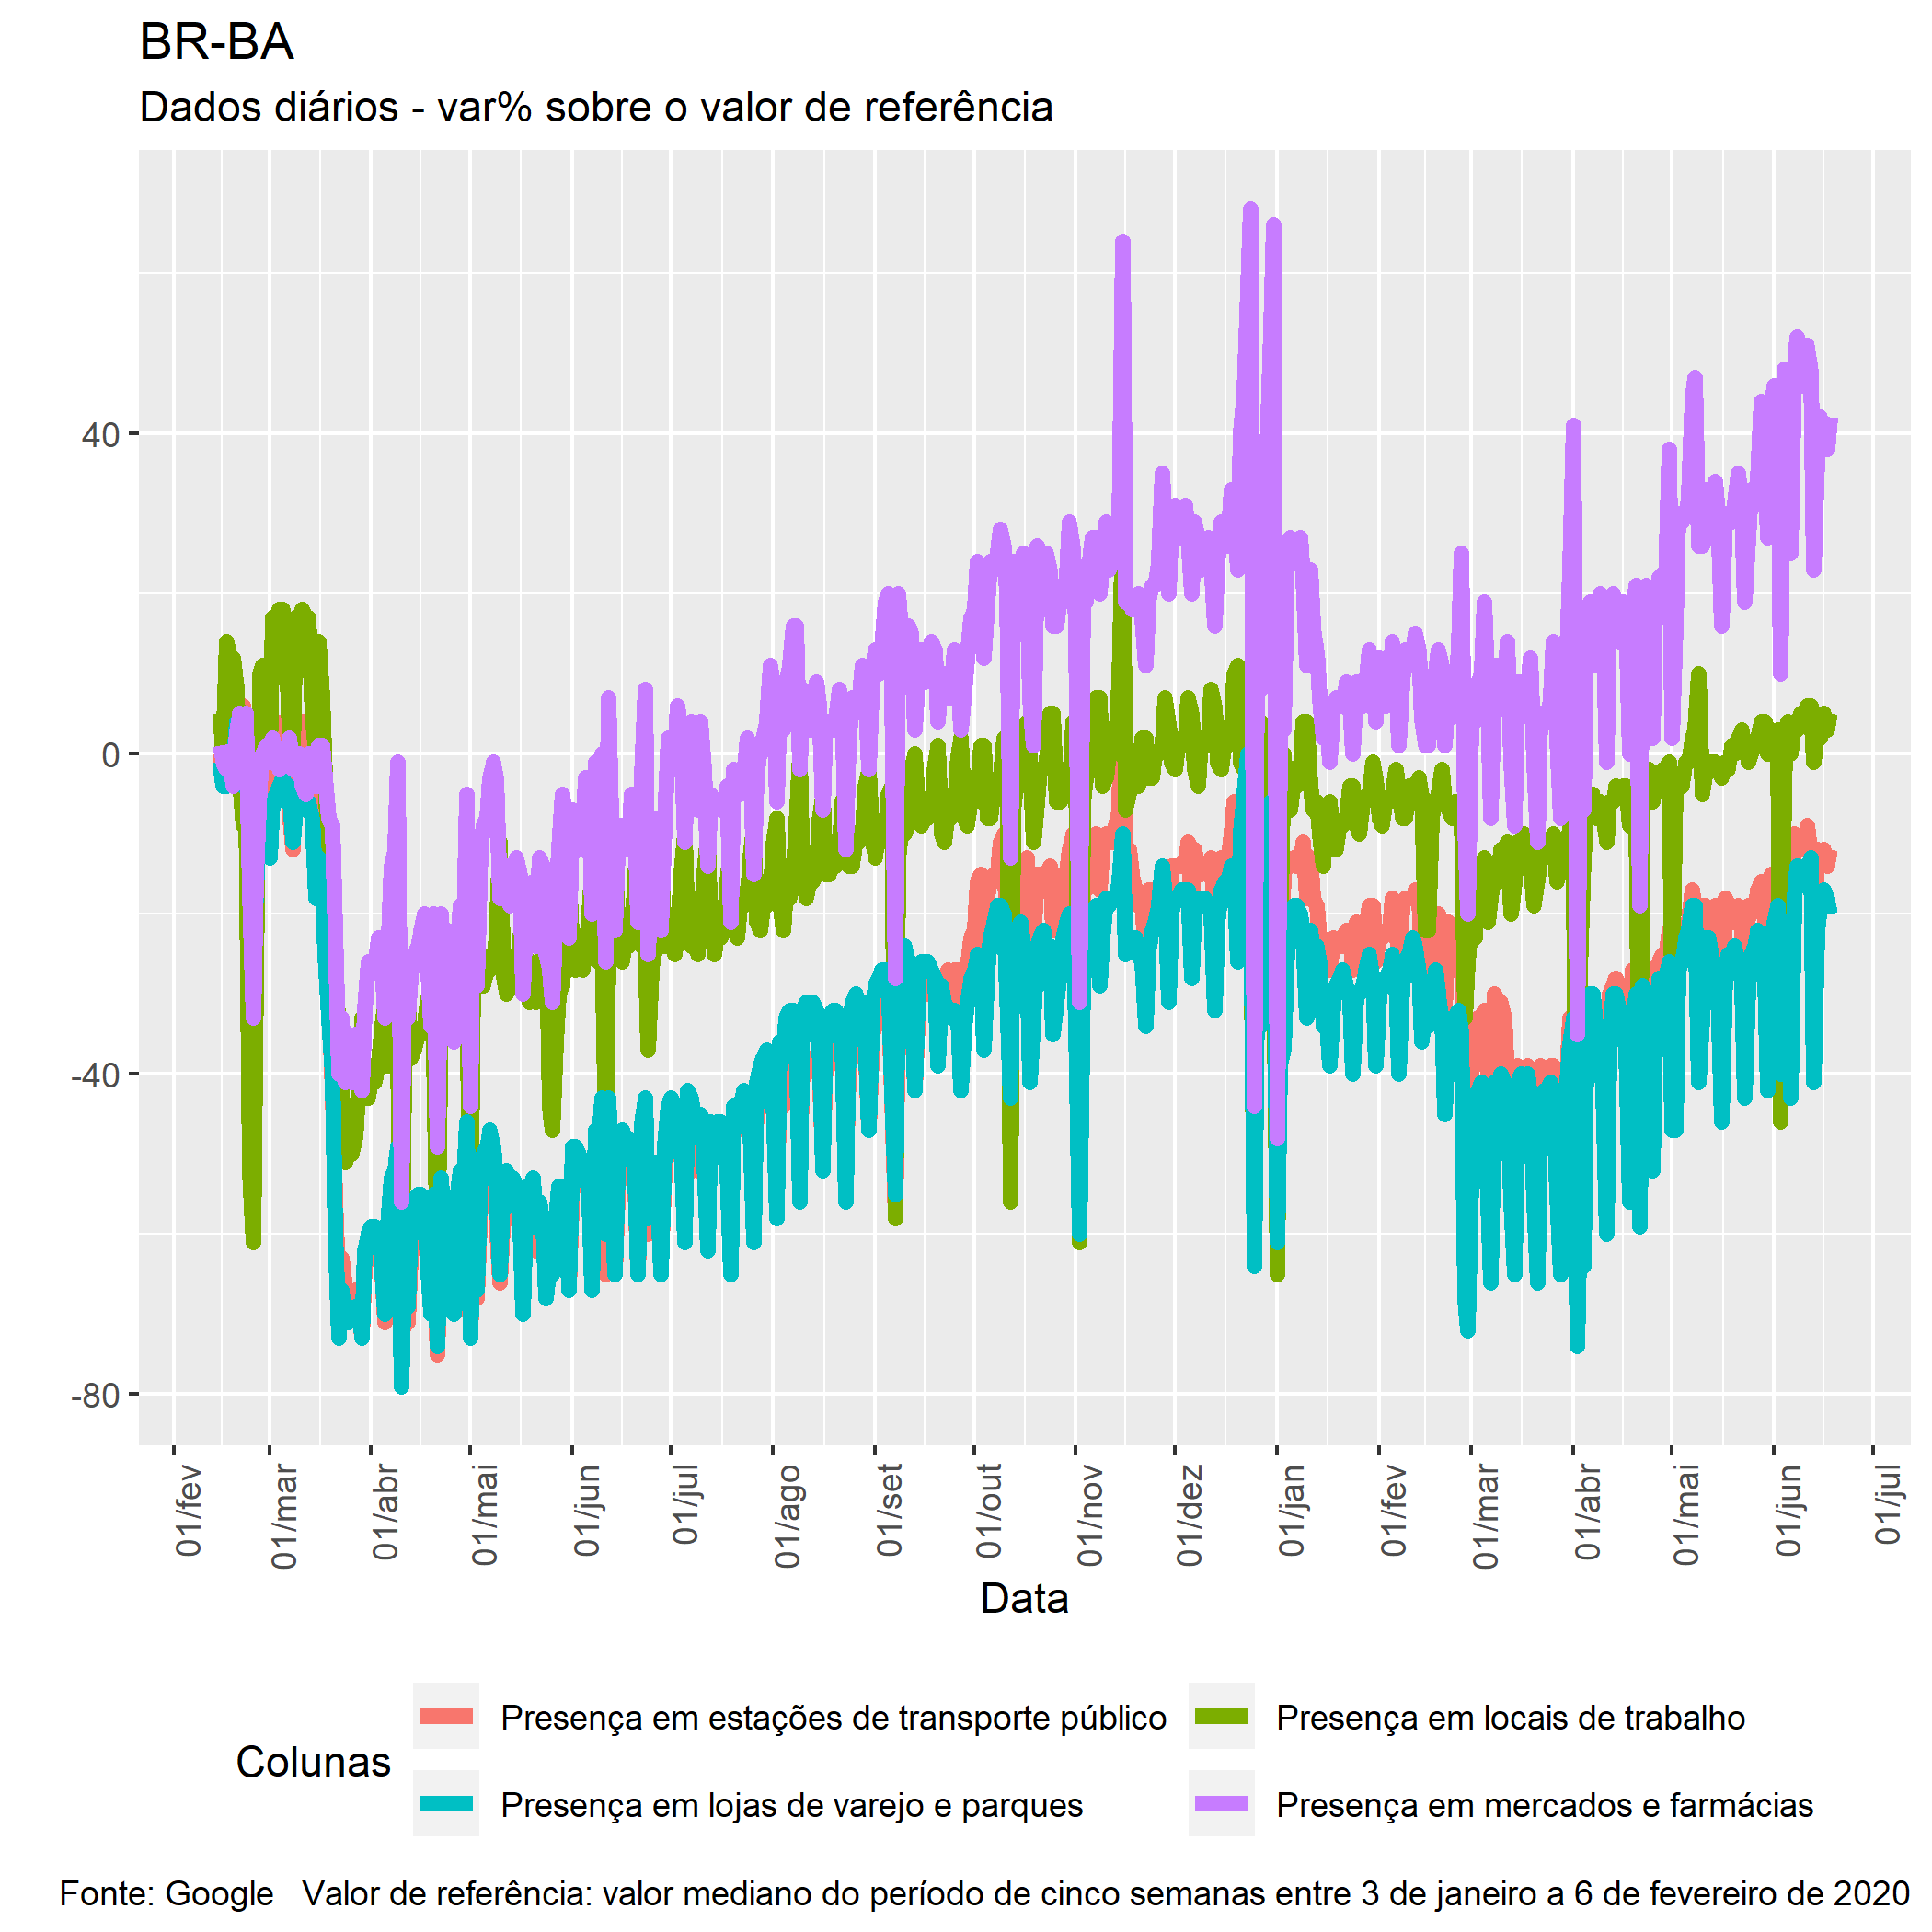 BR-BA
Dados diários - var% sobre o valor de referência
40
0
-40
-80
01/fev
01/mar
01/abr
01/mai
01/jun
01/jul
01/ago
01/set
01/out
01/nov
01/dez
01/jan
01/fev
01/mar
01/abr
01/mai
01/jun
01/jul
Data
Colunas
Presença em estações de transporte público
Presença em locais de trabalho
Presença em lojas de varejo e parques
Presença em mercados e farmácias
Fonte: Google   Valor de referência: valor mediano do período de cinco semanas entre 3 de janeiro a 6 de fevereiro de 2020